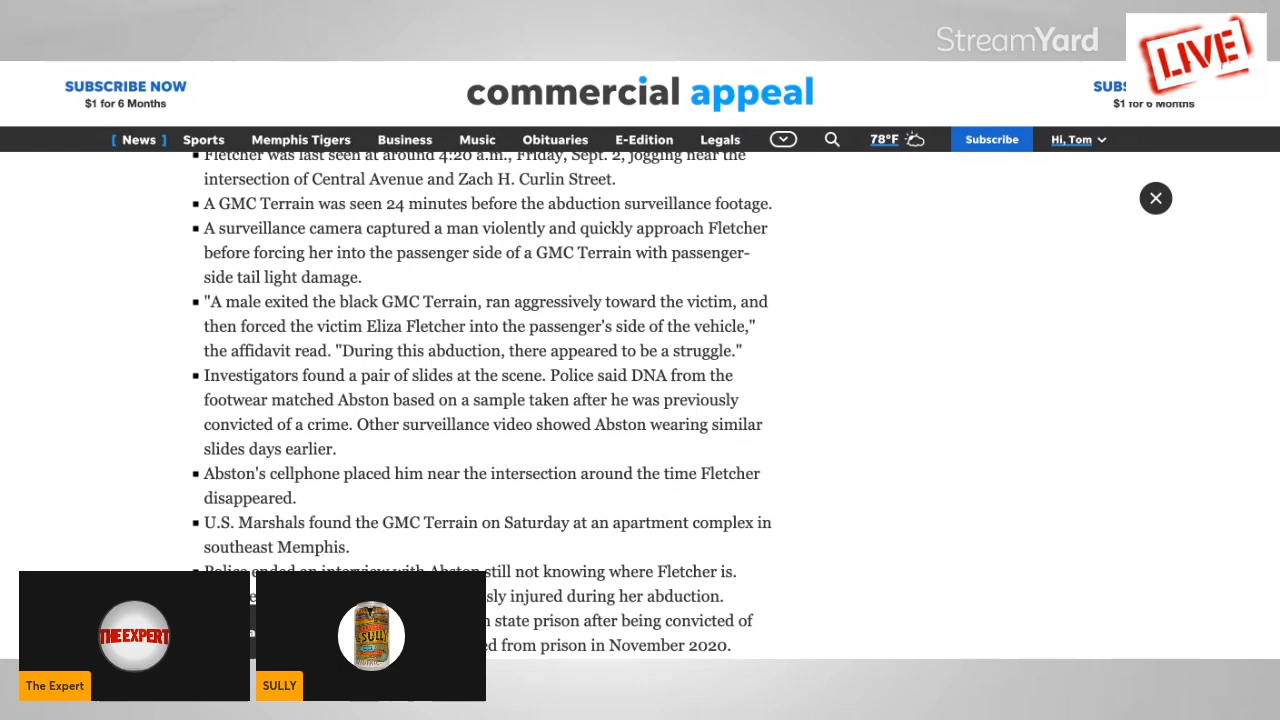 StreamYard
LIVE
SUBSCRIBE NOW
$1 for 6 Months
commercial appeal
SUBS
$1 for 6 Months
[ News ] Sports Memphis Tigers Business Music Obituaries E-Edition Legals 78°F Subscribe Hi, Tom
Fletcher was last seen at around 4:20 a.m., Friday, Sept. 2, jogging near the
intersection of Central Avenue and Zach H. Curlin Street.
A GMC Terrain was seen 24 minutes before the abduction surveillance footage.
A surveillance camera captured a man violently and quickly approach Fletcher
before forcing her into the passenger side of a GMC Terrain with passenger-
side tail light damage.
"A male exited the black GMC Terrain, ran aggressively toward the victim, and
then forced the victim Eliza Fletcher into the passenger's side of the vehicle,"
the affidavit read. "During this abduction, there appeared to be a struggle."
Investigators found a pair of slides at the scene. Police said DNA from the
footwear matched Abston based on a sample taken after he was previously
convicted of a crime. Other surveillance video showed Abston wearing similar
slides days earlier.
Abston's cellphone placed him near the intersection around the time Fletcher
disappeared.
U.S. Marshals found the GMC Terrain on Saturday at an apartment complex in
southeast Memphis.
Police ended an interview with Abston still not knowing where Fletcher is.
injured during her abduction.
state prison after being convicted of
from prison in November 2020.
THE EXPERT
The Expert
SULLY
SULLY